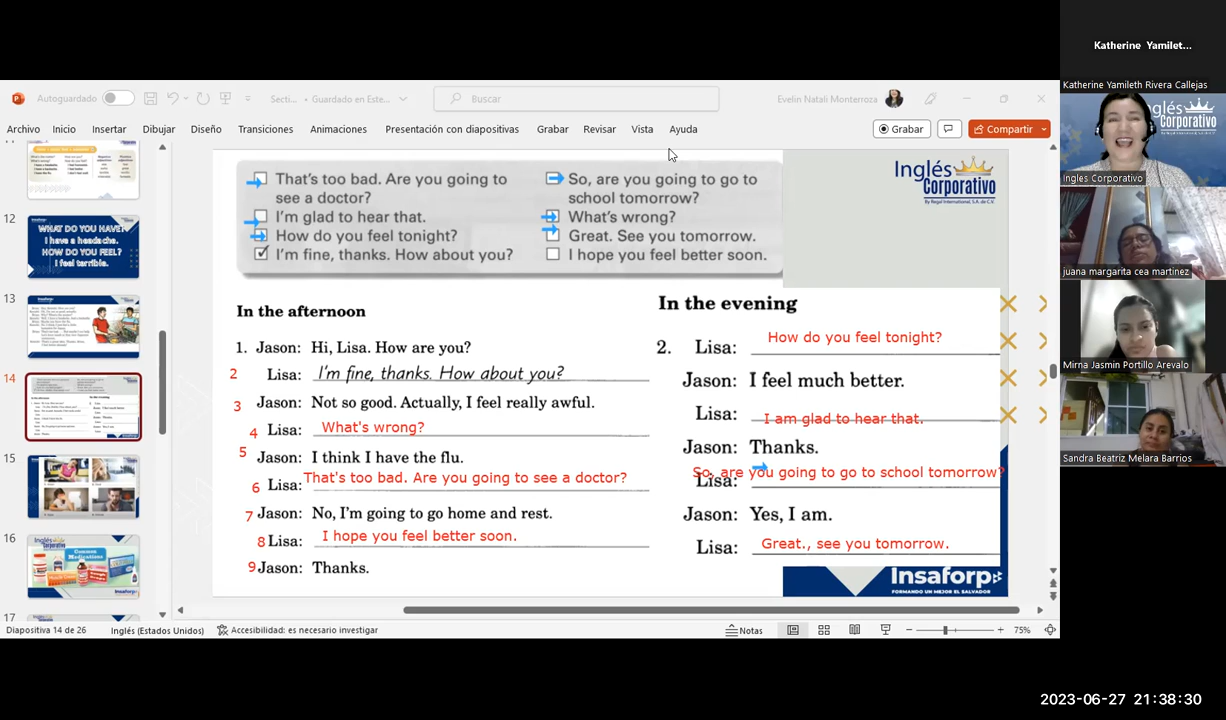 Katherine Yamilet...
Katherine Yamileth Rivera Callejas
Autoguardado
Secti... • Guardado en Este...
Buscar
Evelin Natali Monterroza
Archivo Inicio Insertar Dibujar Diseño Transiciones Animaciones Presentación con diapositivas Grabar Revisar Vista Ayuda
Grabar
Compartir
Inglés Corporativo
Ingles Corporativo
juana margarita cea martinez
Mirna Jasmin Portillo Arevalo
Sandra Beatriz Melara Barrios
12
WHAT DO YOU HAVE?
I have a headache.
HOW DO YOU FEEL?
I feel terrible.
13
14
15
16
Common
Medications
Insaforp
17
That's too bad. Are you going to
see a doctor?
I'm glad to hear that.
How do you feel tonight?
I'm fine, thanks. How about you?
So, are you going to go to
school tomorrow?
What's wrong?
Great. See you tomorrow.
I hope you feel better soon.
Inglés
Corporativo
By Regal International, S.A. de C.V.
In the afternoon
1. Jason: Hi, Lisa. How are you?
2 Lisa: I'm fine, thanks. How about you?
3 Jason: Not so good. Actually, I feel really awful.
4 Lisa: What's wrong?
5 Jason: I think I have the flu.
6 Lisa: That's too bad. Are you going to see a doctor?
7 Jason: No, I'm going to go home and rest.
8 Lisa: I hope you feel better soon.
9 Jason: Thanks.
In the evening
2. Lisa: How do you feel tonight?
Jason: I feel much better.
Lisa: I am glad to hear that.
Jason: Thanks.
Lisa: So, are you going to go to school tomorrow?
Jason: Yes, I am.
Lisa: Great., see you tomorrow.
Insaforp
FORMANDO UN MEJOR EL SALVADOR
Diapositiva 14 de 26 Inglés (Estados Unidos) Accesibilidad: es necesario investigar
Notas
75%
2023-06-27 21:38:30